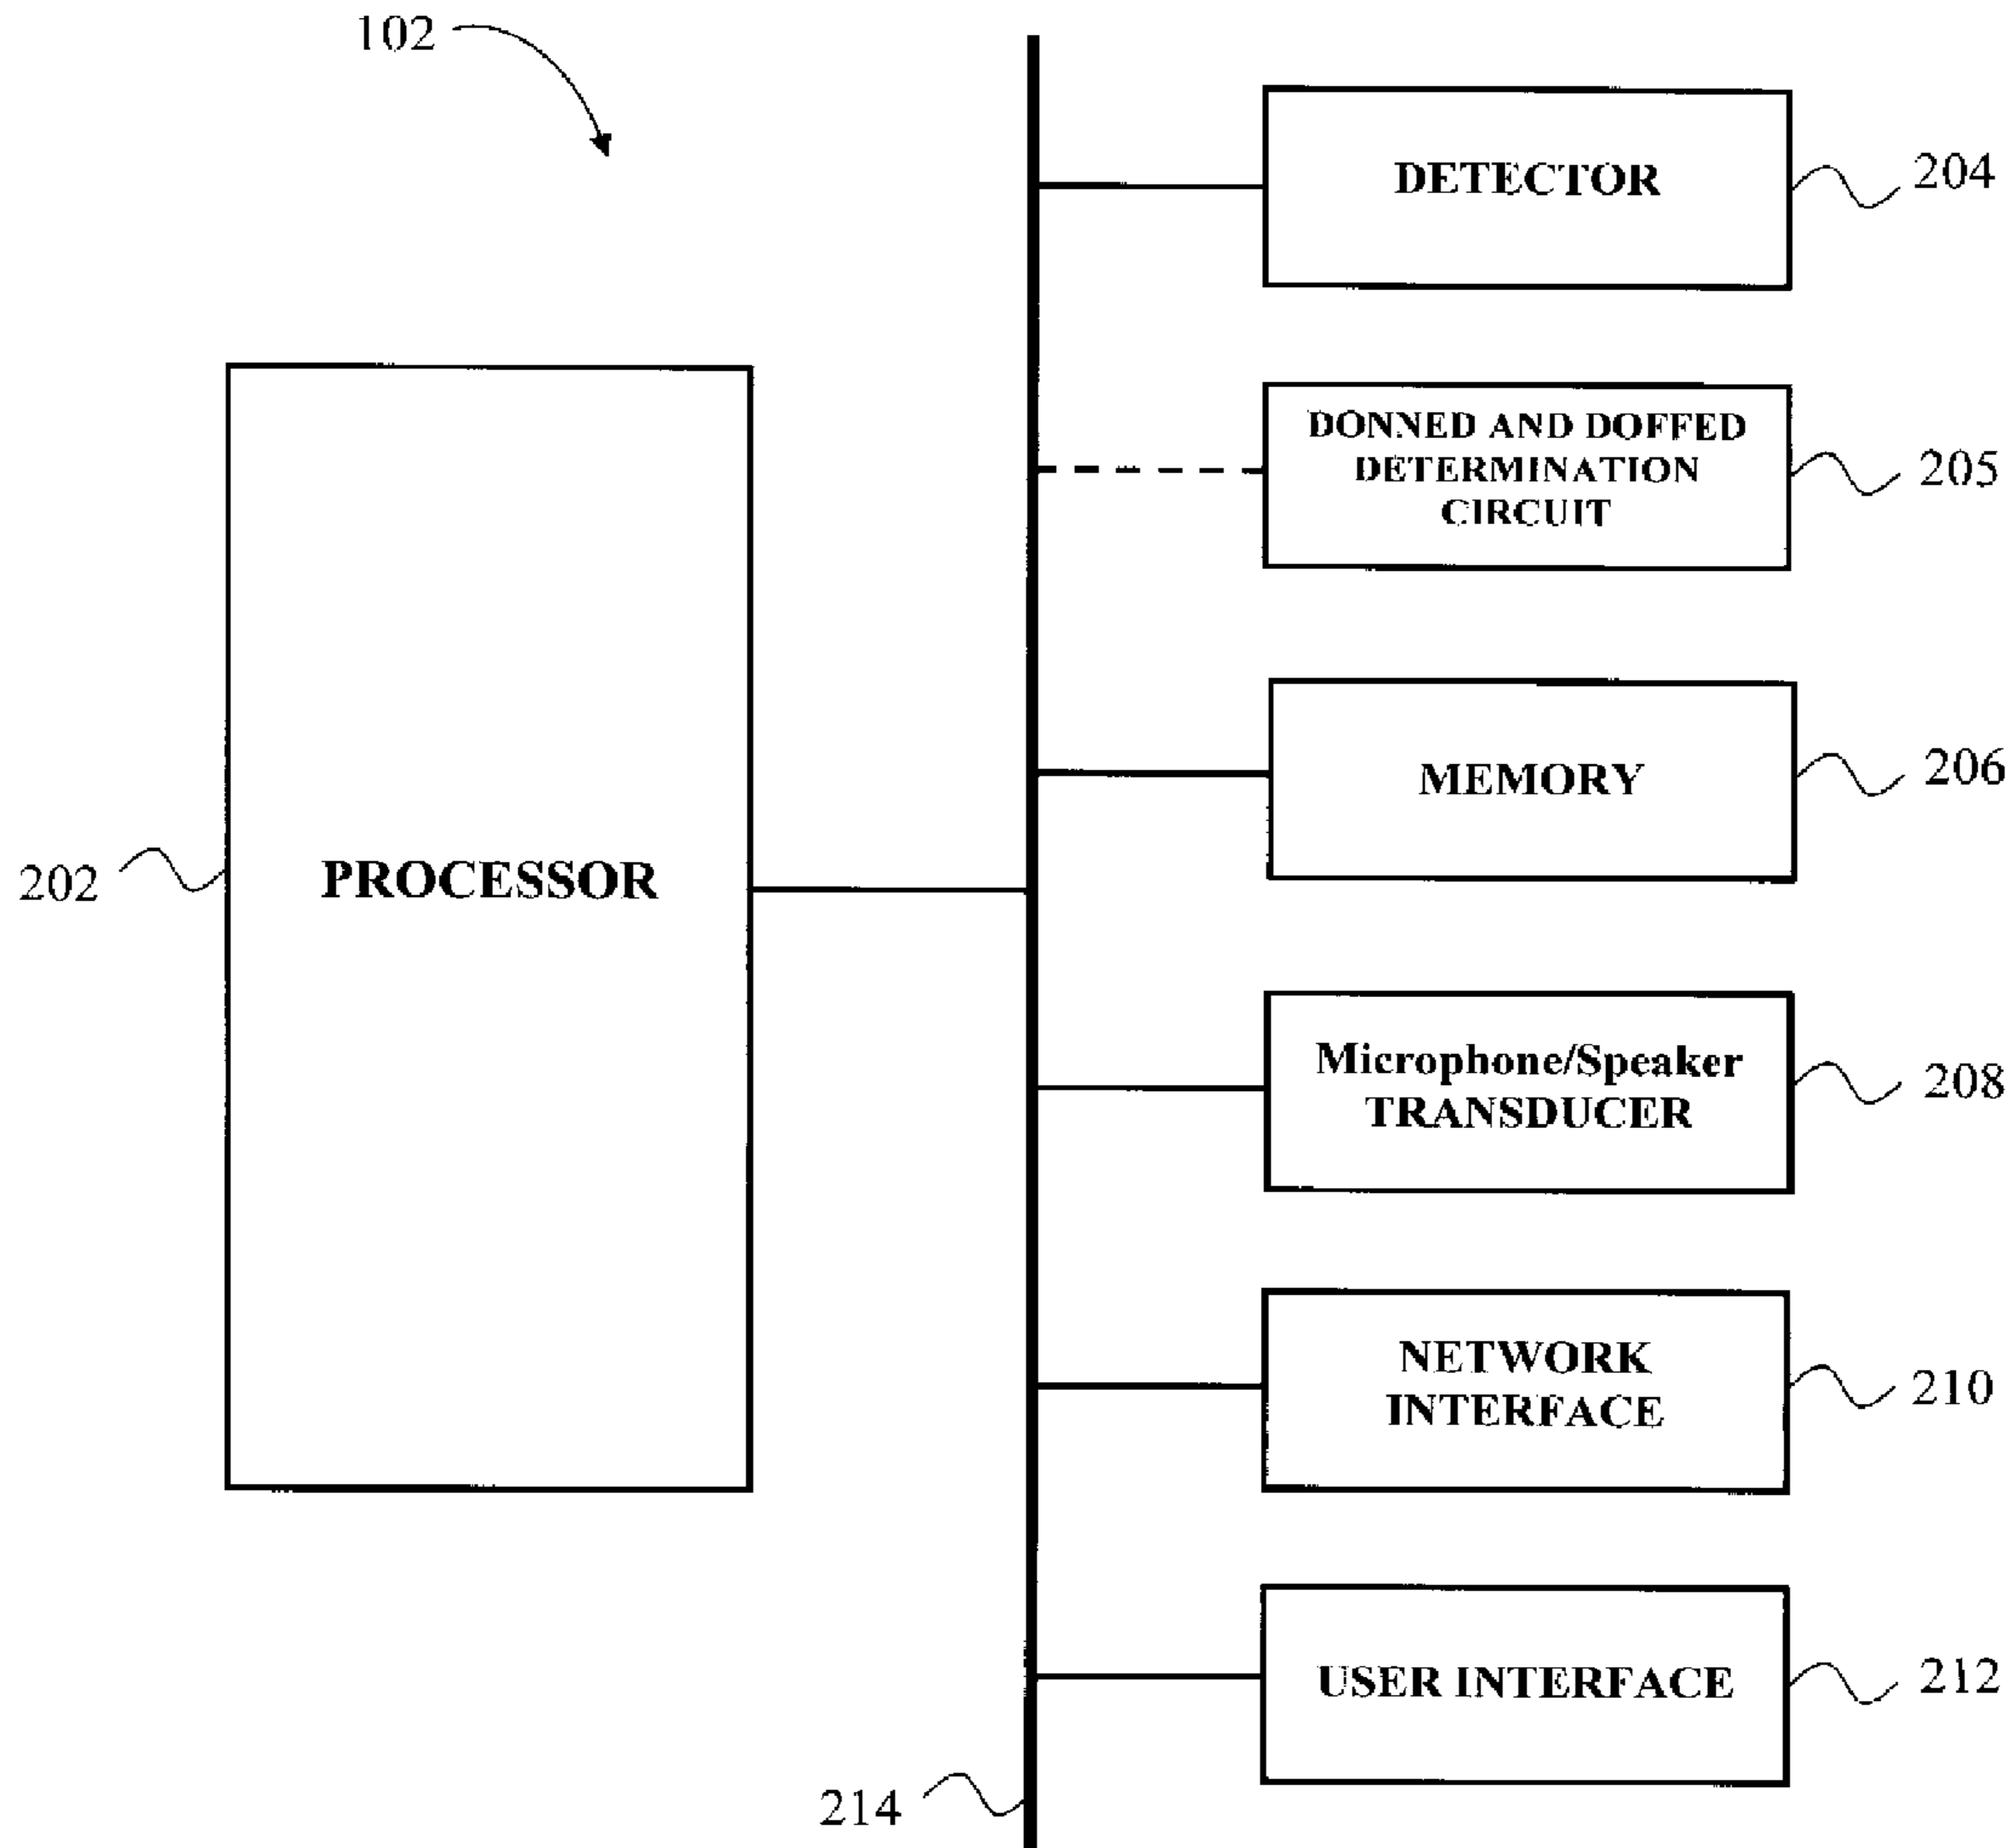 102
DETECTOR
204
DONNED AND DOFFED
DETERMINATION
CIRCUIT
205
MEMORY
206
PROCESSOR
202
Microphone/Speaker
TRANSDUCER
208
NETWORK
INTERFACE
210
USER INTERFACE
212
214